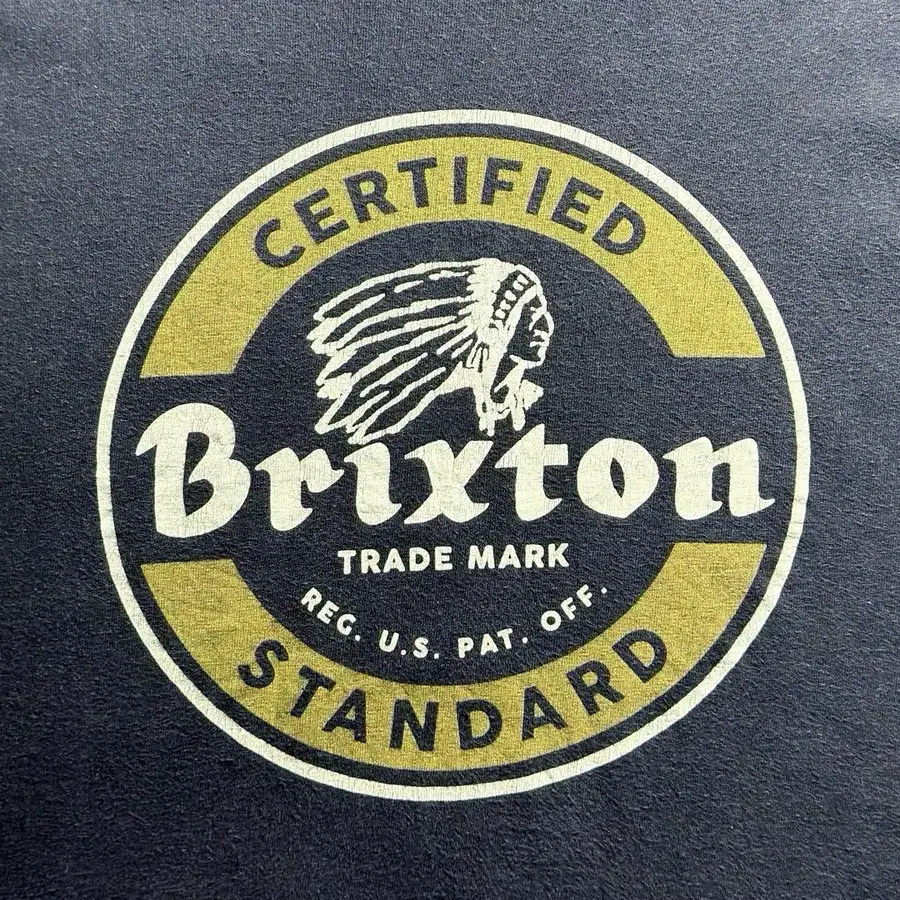 CERTIFIED
Brixton
TRADE MARK
REG. U.S. PAT. OFF.
STANDARD